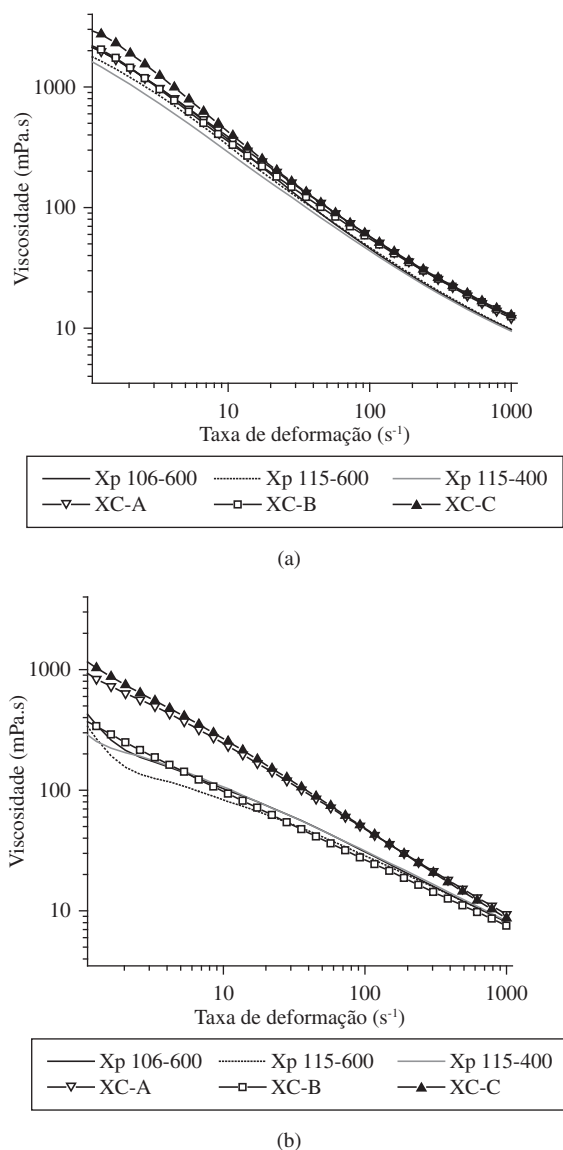 1000
100
10
Viscosidade (mPa.s)
10 100 1000
Taxa de deformação (s⁻¹)
Xp 106-600 Xp 115-600 Xp 115-400
XC-A XC-B XC-C
(a)
1000
100
10
Viscosidade (mPa.s)
10 100 1000
Taxa de deformação (s⁻¹)
Xp 106-600 Xp 115-600 Xp 115-400
XC-A XC-B XC-C
(b)